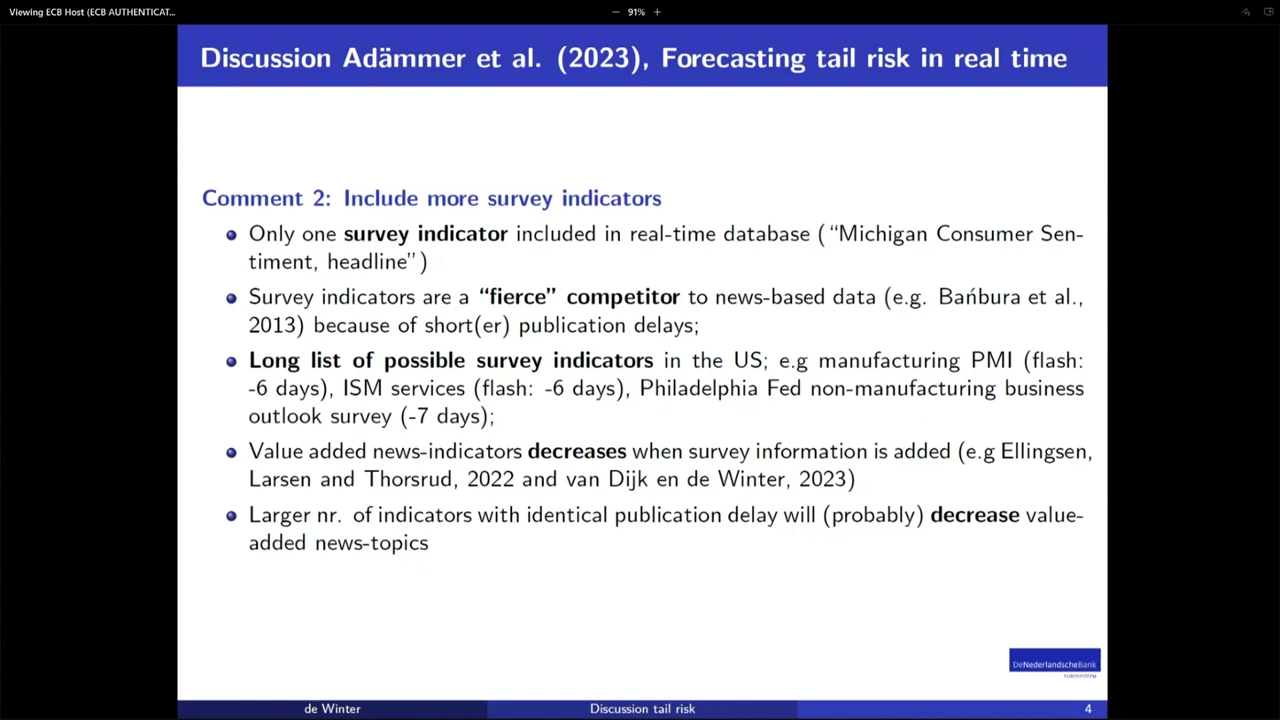 Viewing ECB Host (ECB AUTHENTICAT...
− 91% +
Discussion Adämmer et al. (2023), Forecasting tail risk in real time
Comment 2: Include more survey indicators
Only one survey indicator included in real-time database (“Michigan Consumer Sen-
timent, headline”)
Survey indicators are a “fierce” competitor to news-based data (e.g. Bańbura et al.,
2013) because of short(er) publication delays;
Long list of possible survey indicators in the US; e.g manufacturing PMI (flash:
-6 days), ISM services (flash: -6 days), Philadelphia Fed non-manufacturing business
outlook survey (-7 days);
Value added news-indicators decreases when survey information is added (e.g Ellingsen,
Larsen and Thorsrud, 2022 and van Dijk en de Winter, 2023)
Larger nr. of indicators with identical publication delay will (probably) decrease value-
added news-topics
DeNederlandscheBank
EUROSYSTEEM
de Winter Discussion tail risk 4